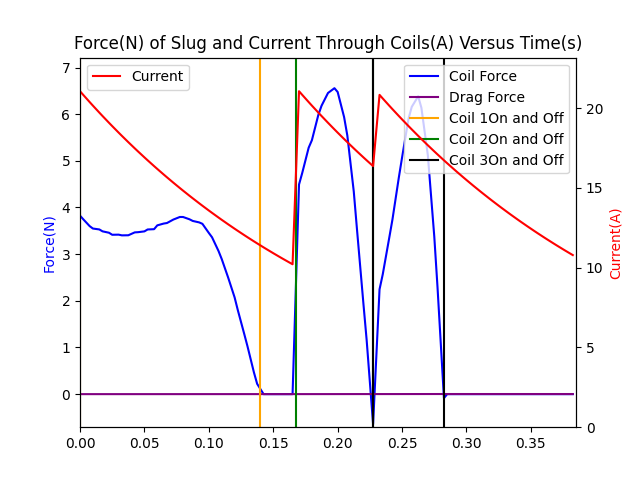 Force(N) of Slug and Current Through Coils(A) Versus Time(s)
Current
Coil Force
Drag Force
Coil 1On and Off
Coil 2On and Off
Coil 3On and Off
Force(N)
7
6
5
4
3
2
1
0
Current(A)
20
15
10
5
0
0.00 0.05 0.10 0.15 0.20 0.25 0.30 0.35